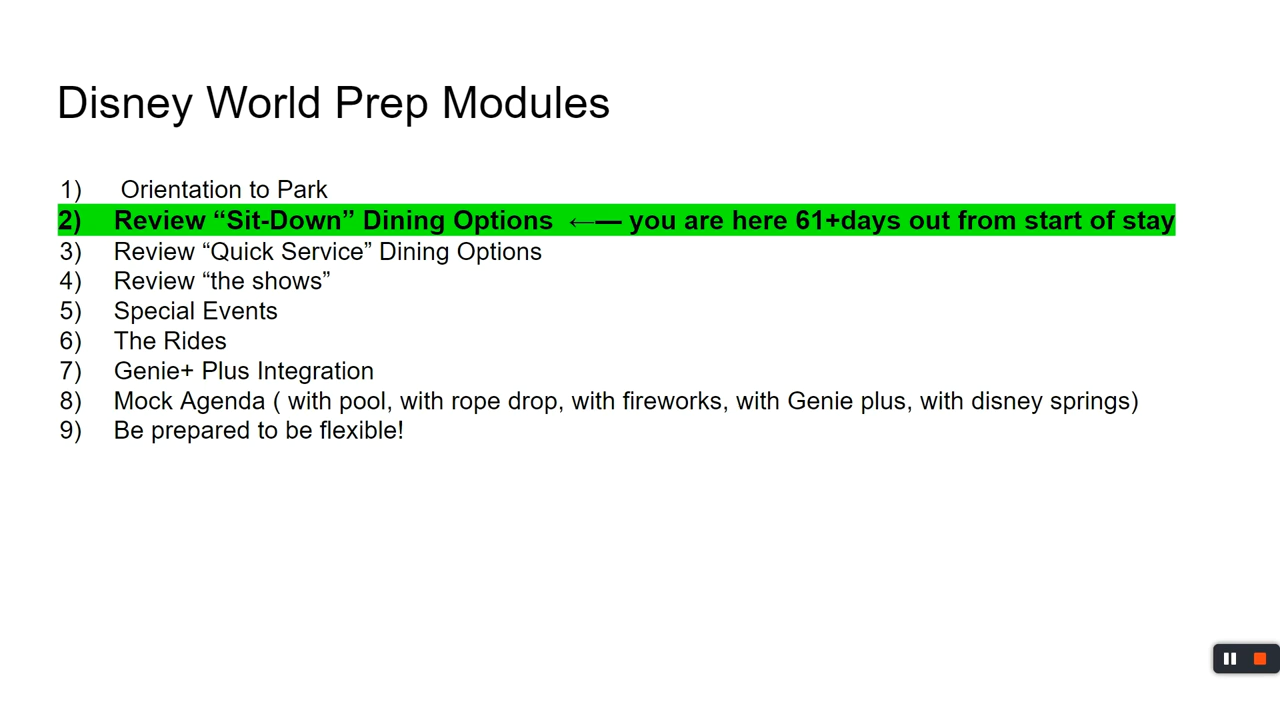 Disney World Prep Modules
1) Orientation to Park
2) Review “Sit-Down” Dining Options ←— you are here 61+days out from start of stay
3) Review “Quick Service” Dining Options
4) Review “the shows”
5) Special Events
6) The Rides
7) Genie+ Plus Integration
8) Mock Agenda ( with pool, with rope drop, with fireworks, with Genie plus, with disney springs)
9) Be prepared to be flexible!